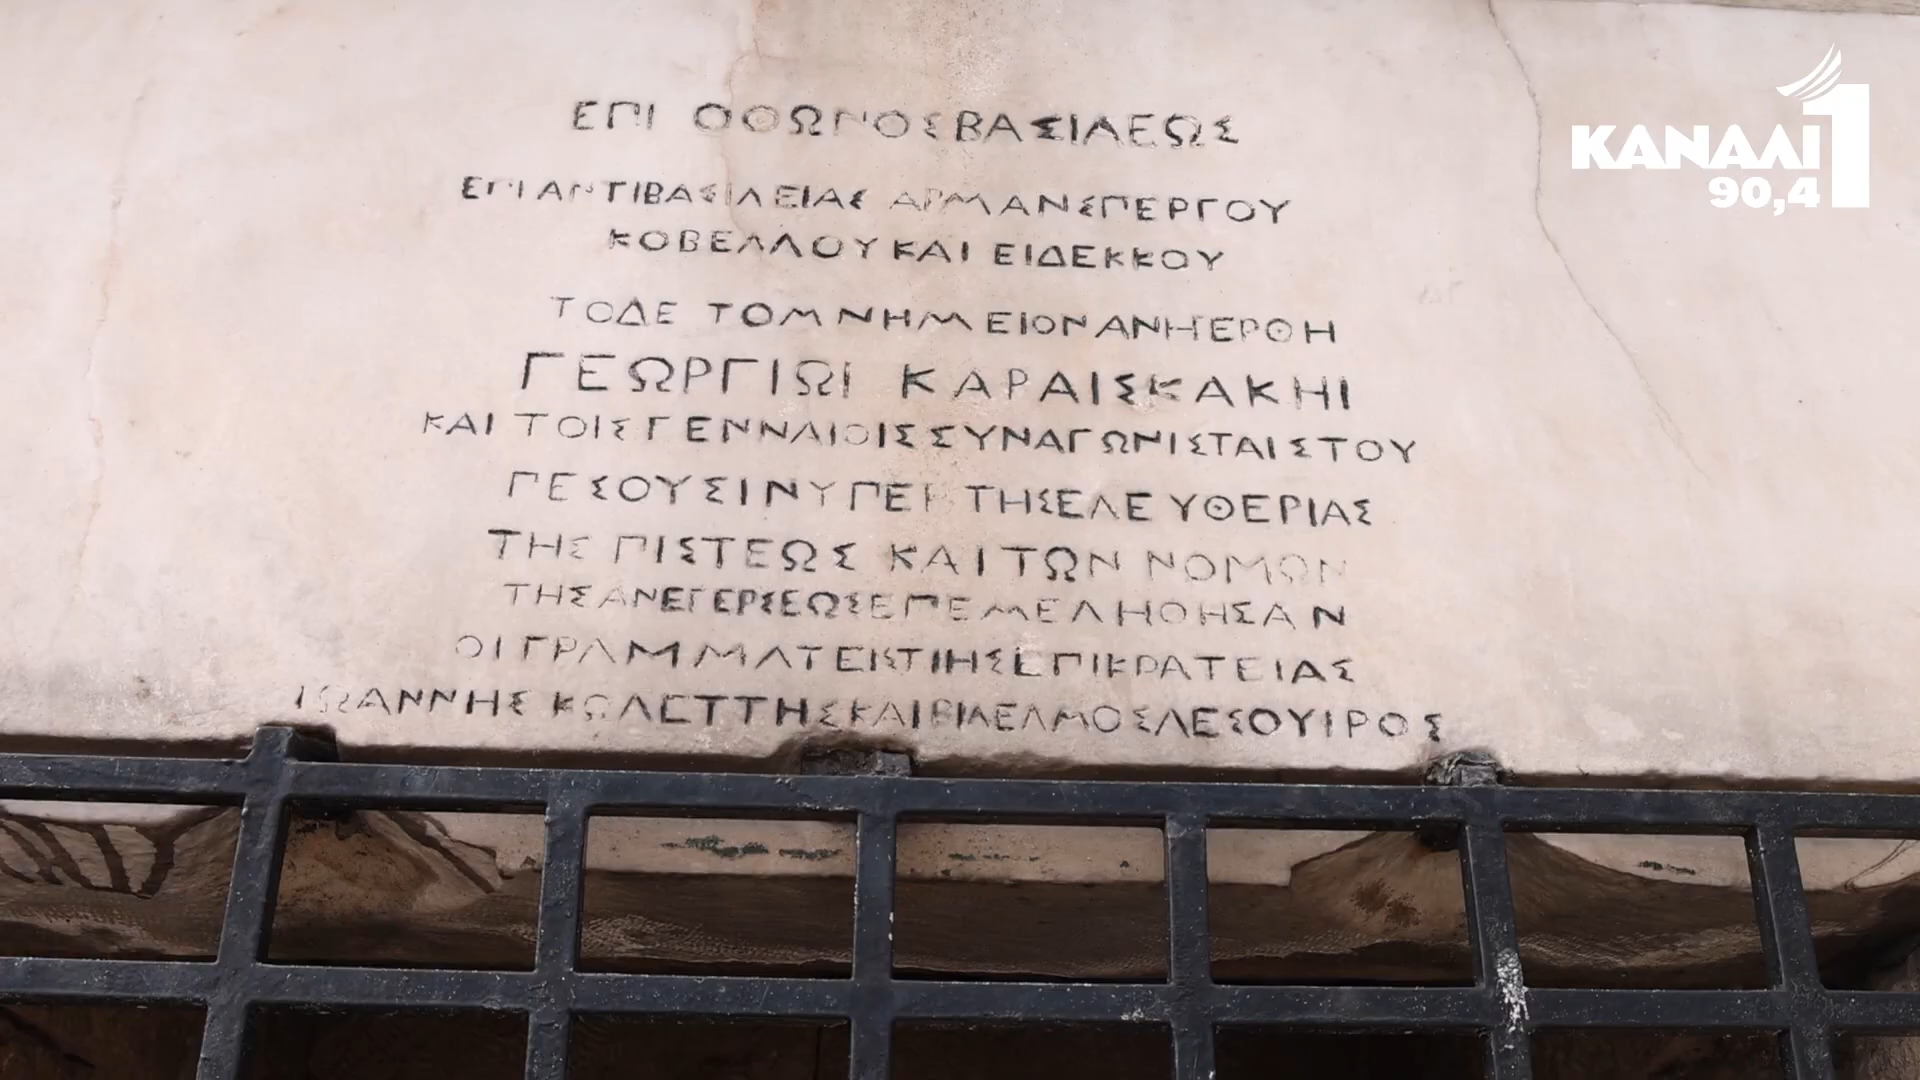 ΕΠΙ ΟΘΩΝΟΣ ΒΑΣΙΛΕΩΣ
ΕΠΙ ΑΝΤΙΒΑΣΙΛΕΙΑΣ ΑΡΜΑΝΣΠΕΡΓΟΥ
ΚΟΒΕΛΛΟΥ ΚΑΙ ΕΙΔΕΚΚΟΥ
ΤΟΔΕ ΤΟ ΜΝΗΜΕΙΟΝ ΑΝΗΓΕΡΘΗ
ΓΕΩΡΓΙΩΙ ΚΑΡΑΙΣΚΑΚΗΙ
ΚΑΙ ΤΟΙΣ ΓΕΝΝΑΙΟΙΣ ΣΥΝΑΓΩΝΙΣΤΑΙΣ ΤΟΥ
ΠΕΣΟΥΣΙΝ ΥΠΕΡ ΤΗΣ ΕΛΕΥΘΕΡΙΑΣ
ΤΗΣ ΠΙΣΤΕΩΣ ΚΑΙ ΤΩΝ ΝΟΜΩΝ
ΤΗΣ ΑΝΕΓΕΡΣΕΩΣ ΕΠΕΜΕΛΗΘΗΣΑΝ
ΟΙ ΓΡΑΜΜΑΤΕΙΣ ΤΗΣ ΕΠΙΚΡΑΤΕΙΑΣ
ΙΩΑΝΝΗΣ ΚΩΛΕΤΤΗΣ ΚΑΙ ΒΙΛΕΛΜΟΣ ΛΕΣΟΥΙΡΟΣ
ΚΑΝΑΛΙ 1
90,4